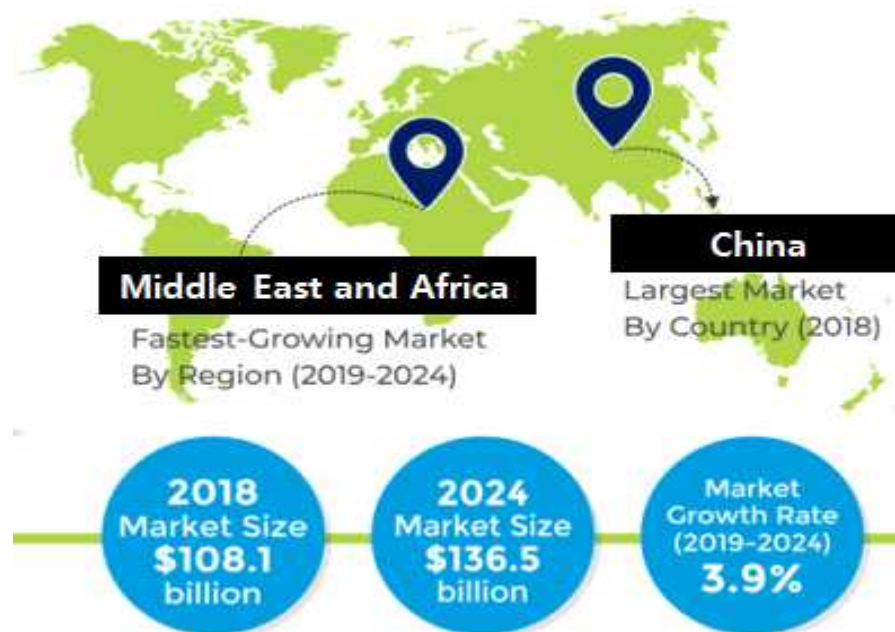 Middle East and Africa
Fastest-Growing Market
By Region (2019-2024)
China
Largest Market
By Country (2018)
2018
Market Size
$108.1
billion
2024
Market Size
$136.5
billion
Market
Growth Rate
(2019-2024)
3.9%